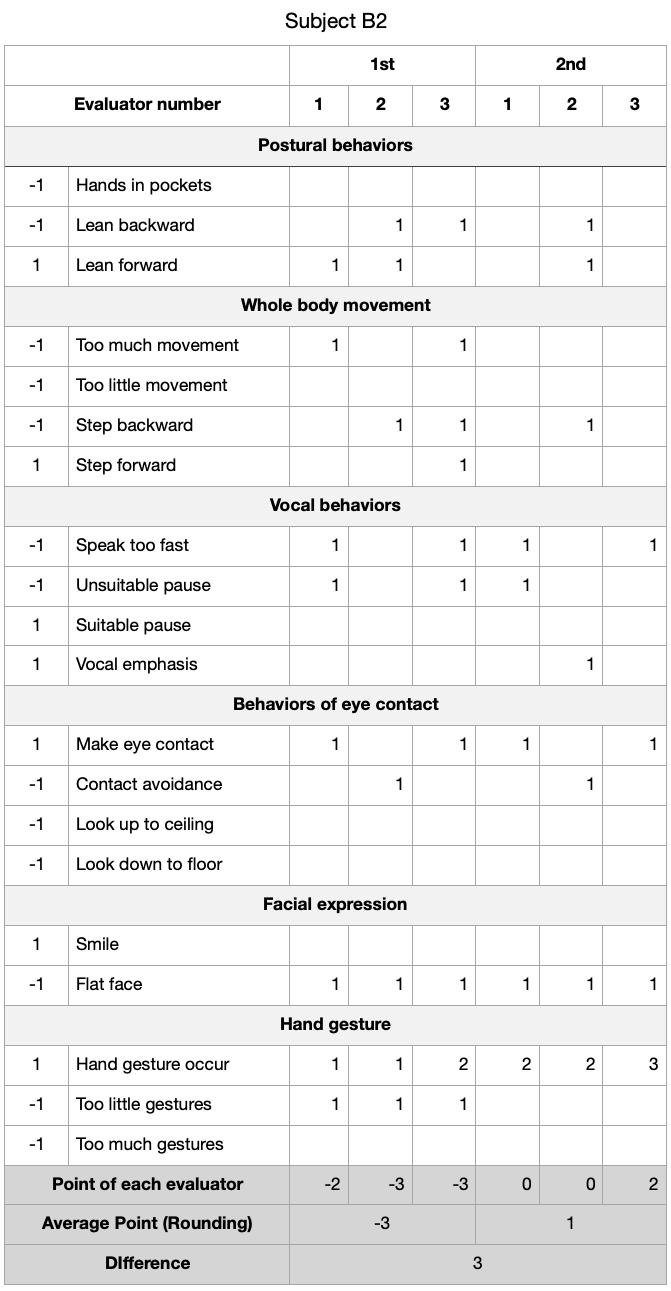 Subject B2
1st 2nd
Evaluator number 1 2 3 1 2 3
Postural behaviors
-1 Hands in pockets
-1 Lean backward 1 1 1
1 Lean forward 1 1 1
Whole body movement
-1 Too much movement 1 1
-1 Too little movement
-1 Step backward 1 1 1
1 Step forward 1
Vocal behaviors
-1 Speak too fast 1 1 1 1
-1 Unsuitable pause 1 1 1
1 Suitable pause
1 Vocal emphasis 1
Behaviors of eye contact
1 Make eye contact 1 1 1 1
-1 Contact avoidance 1 1
-1 Look up to ceiling
-1 Look down to floor
Facial expression
1 Smile
-1 Flat face 1 1 1 1 1 1
Hand gesture
1 Hand gesture occur 1 1 2 2 2 3
-1 Too little gestures 1 1 1
-1 Too much gestures
Point of each evaluator -2 -3 -3 0 0 2
Average Point (Rounding) -3 1
DIfference 3